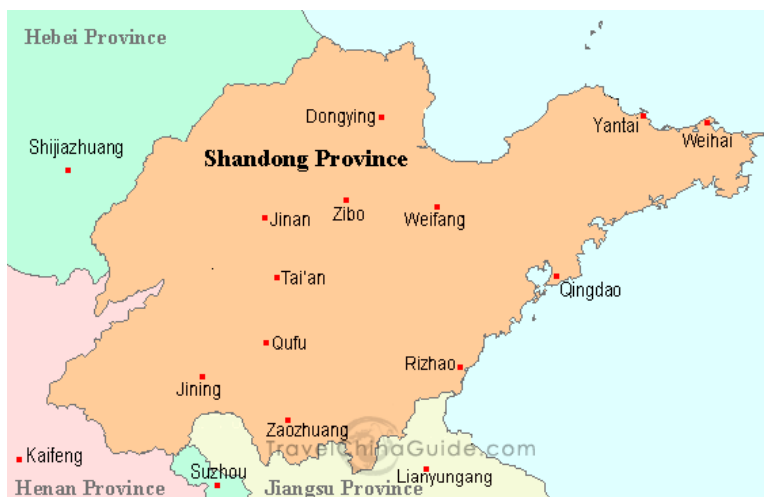 Hebei Province
Dongying
Yantai
Weihai
Shijiazhuang
Shandong Province
Jinan
Zibo
Weifang
Tai'an
Qingdao
Qufu
Rizhao
Jining
Zaozhuang
TravelChinaGuide.com
Kaifeng
Suzhou
Lianyungang
Henan Province
Jiangsu Province